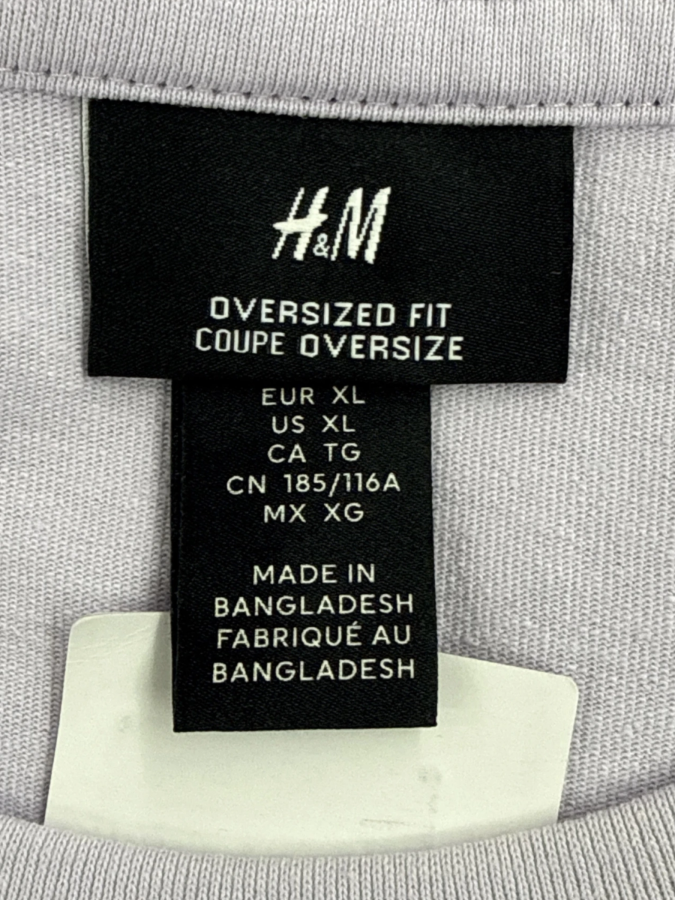 H&M
OVERSIZED FIT
COUPE OVERSIZE
EUR XL
US XL
CA TG
CN 185/116A
MX XG
MADE IN
BANGLADESH
FABRIQUÉ AU
BANGLADESH